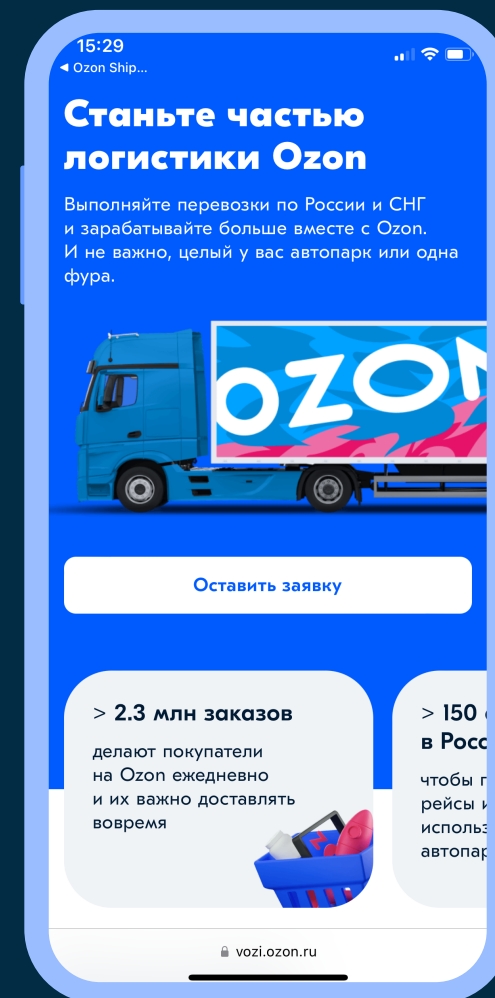 15:29
◀ Ozon Ship...
Станьте частью
логистики Ozon
Выполняйте перевозки по России и СНГ
и зарабатывайте больше вместе с Ozon.
И не важно, целый у вас автопарк или одна
фура.
OZON
Оставить заявку
> 2.3 млн заказов
делают покупатели
на Ozon ежедневно
и их важно доставлять
вовремя
> 150
в Росс
чтобы
рейсы и
использ
автопар
vozi.ozon.ru